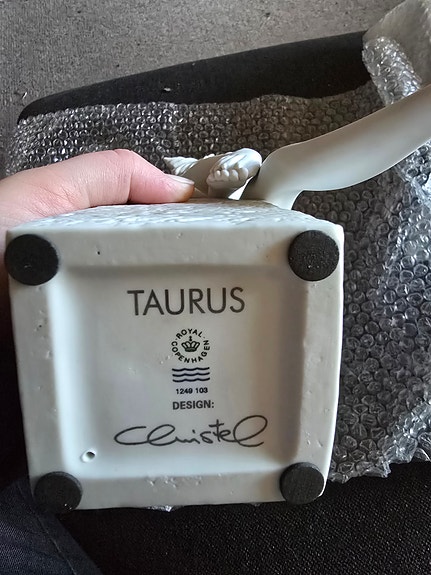 TAURUS
ROYAL
COPENHAGEN
1249 103
DESIGN:
Christel